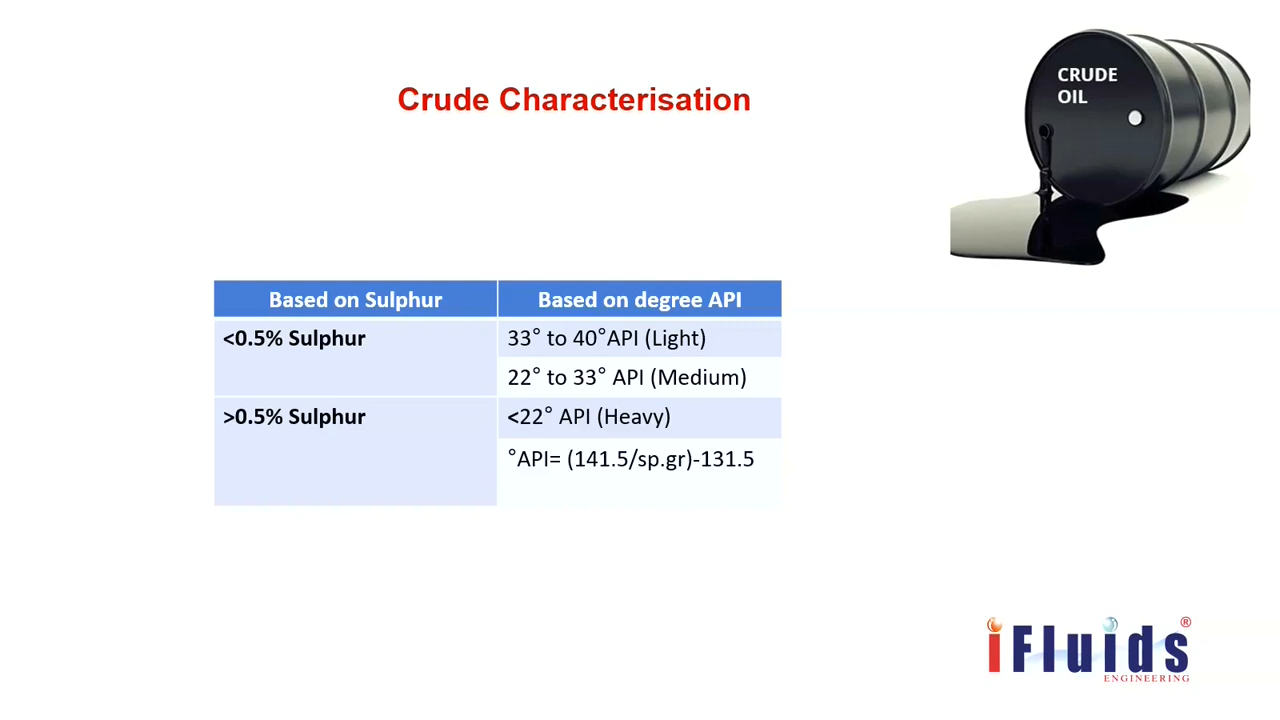 CRUDE
OIL
Crude Characterisation
Based on Sulphur
Based on degree API
<0.5% Sulphur
33° to 40°API (Light)
22° to 33° API (Medium)
>0.5% Sulphur
<22° API (Heavy)
°API= (141.5/sp.gr)-131.5
iFluids®
ENGINEERING